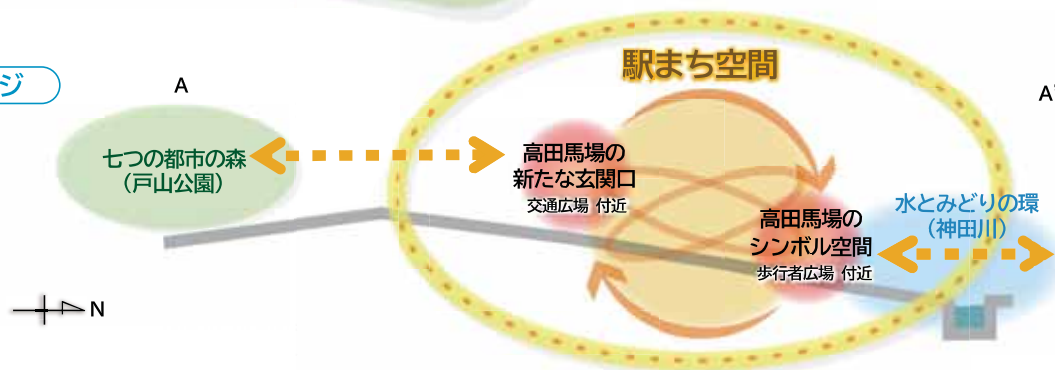 駅まち空間
ジ
A
A'
七つの都市の森
（戸山公園）
高田馬場の
新たな玄関口
交通広場 付近
高田馬場の
シンボル空間
歩行者広場 付近
水とみどりの環
（神田川）
N